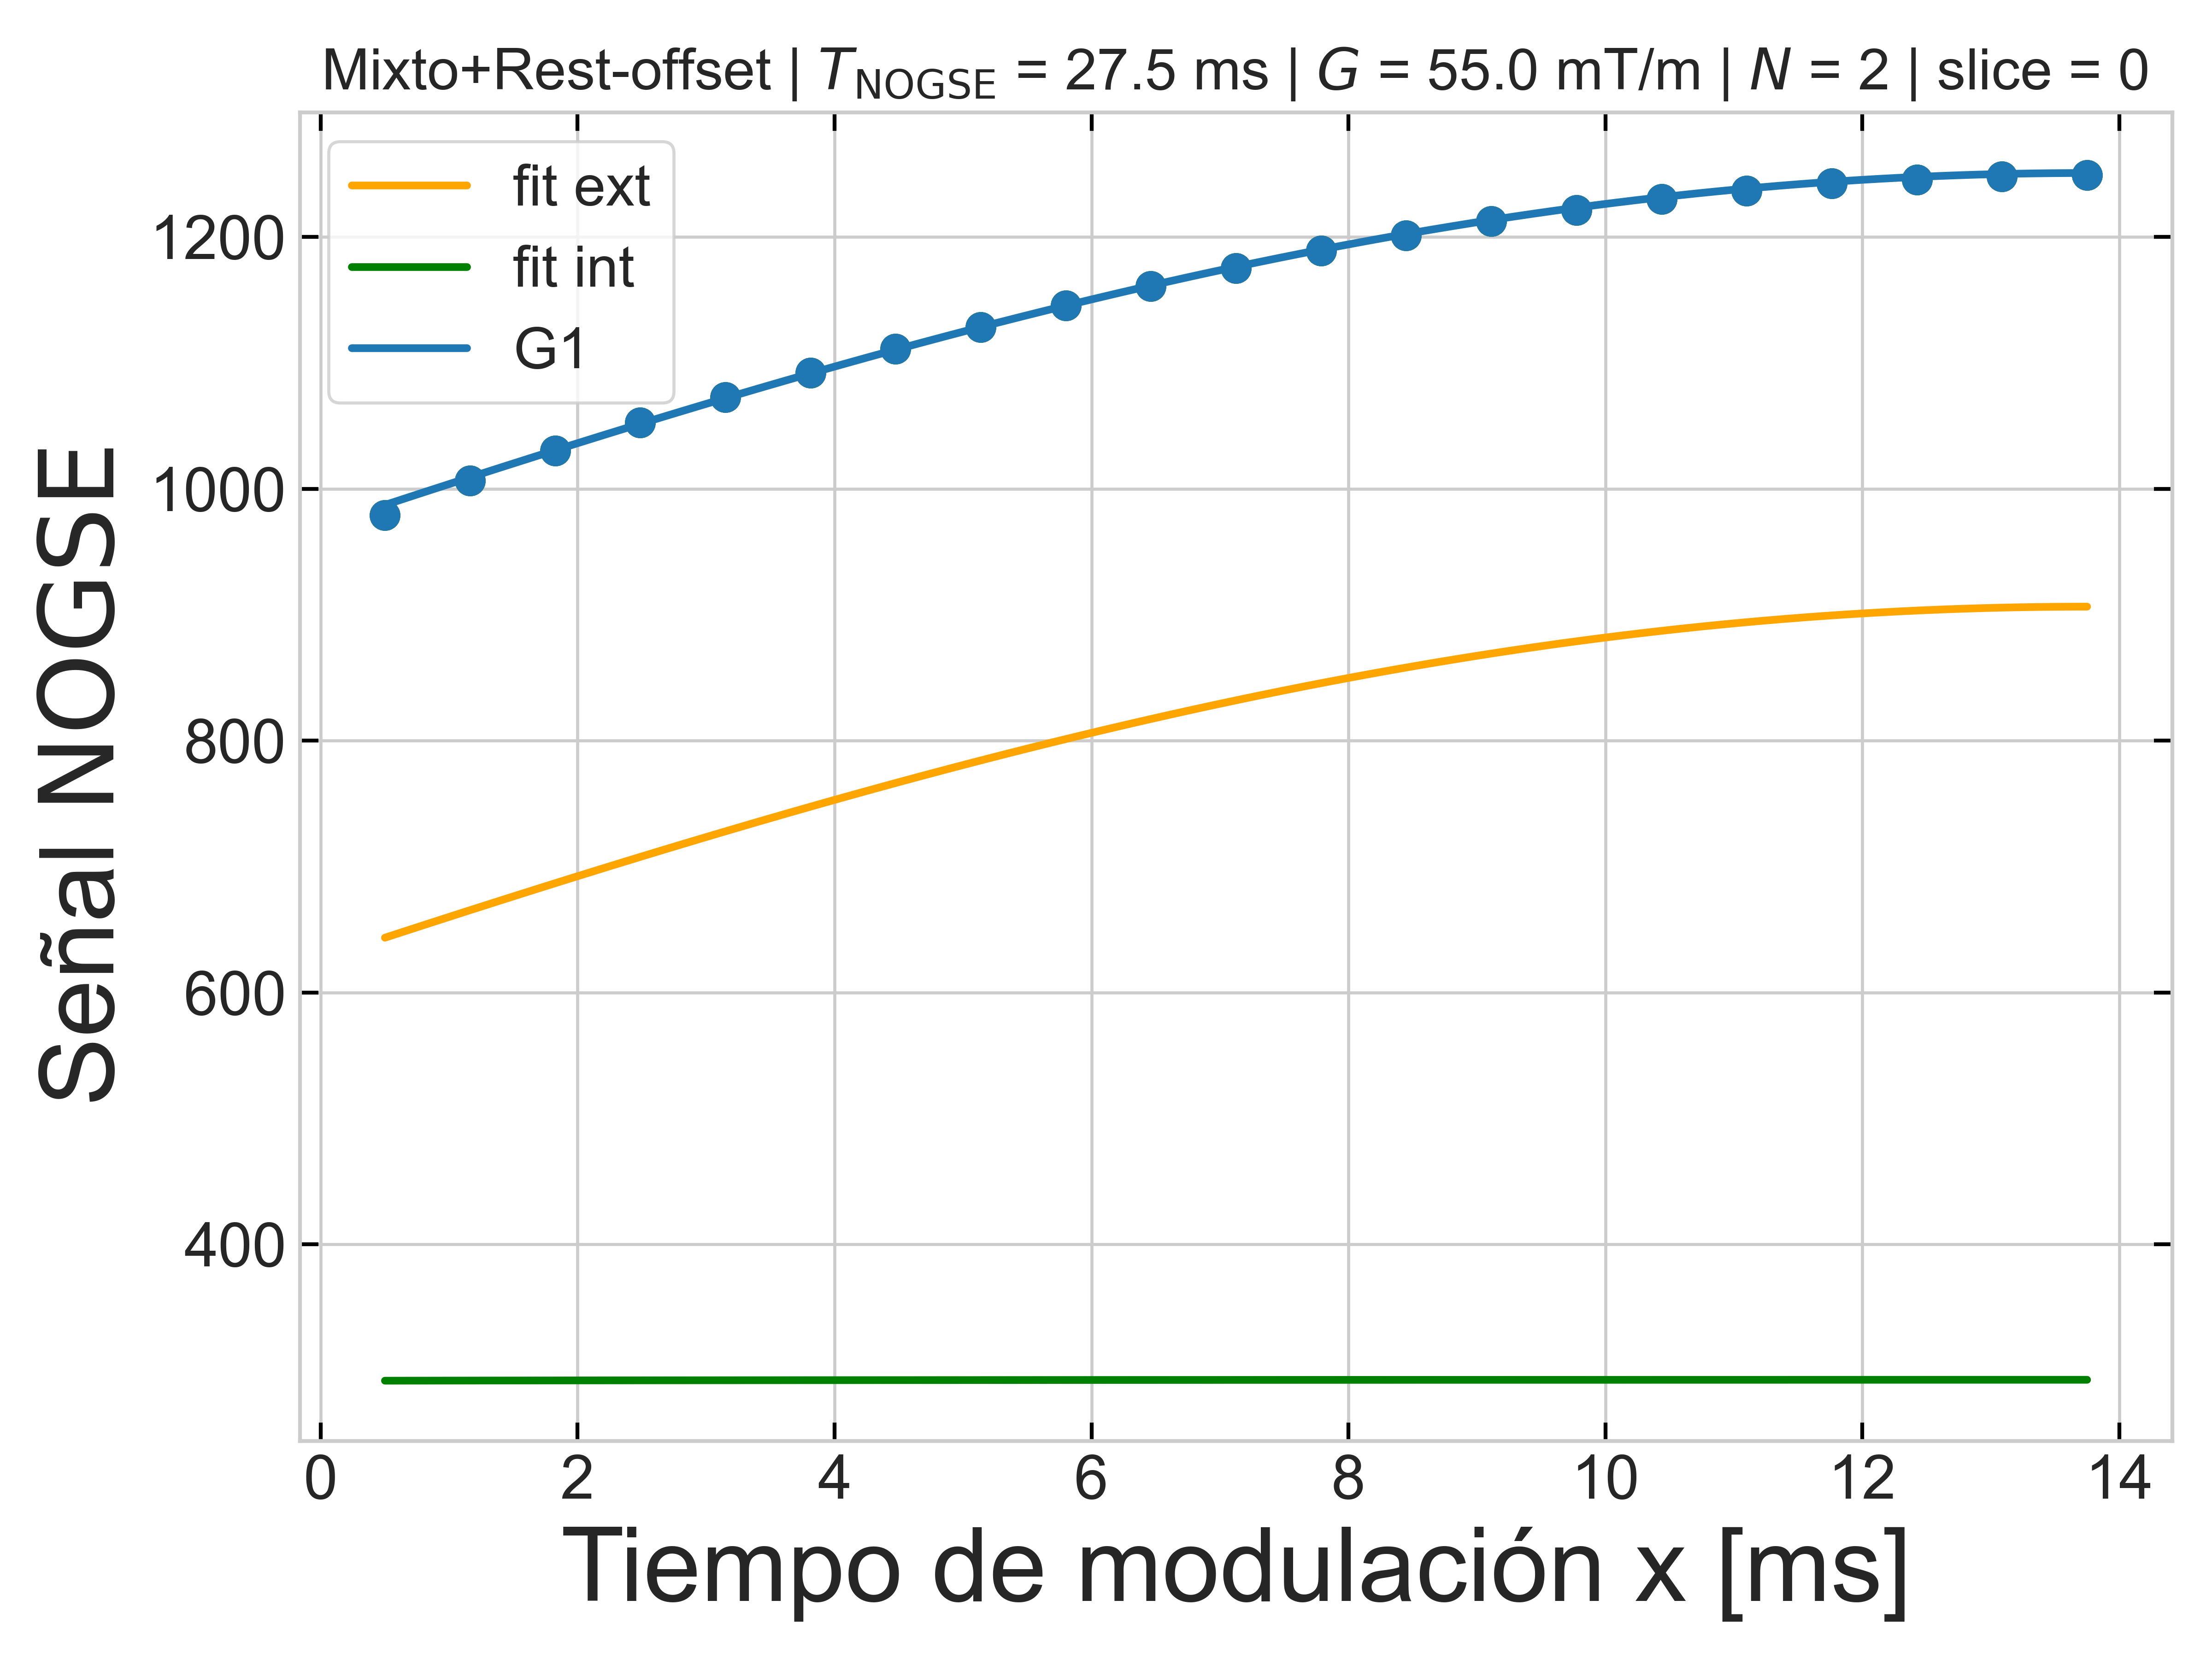 Mixto+Rest-offset | T_NOGSE = 27.5 ms | G = 55.0 mT/m | N = 2 | slice = 0
fit ext
fit int
G1
Señal NOGSE
1200
1000
800
600
400
0 2 4 6 8 10 12 14
Tiempo de modulación x [ms]